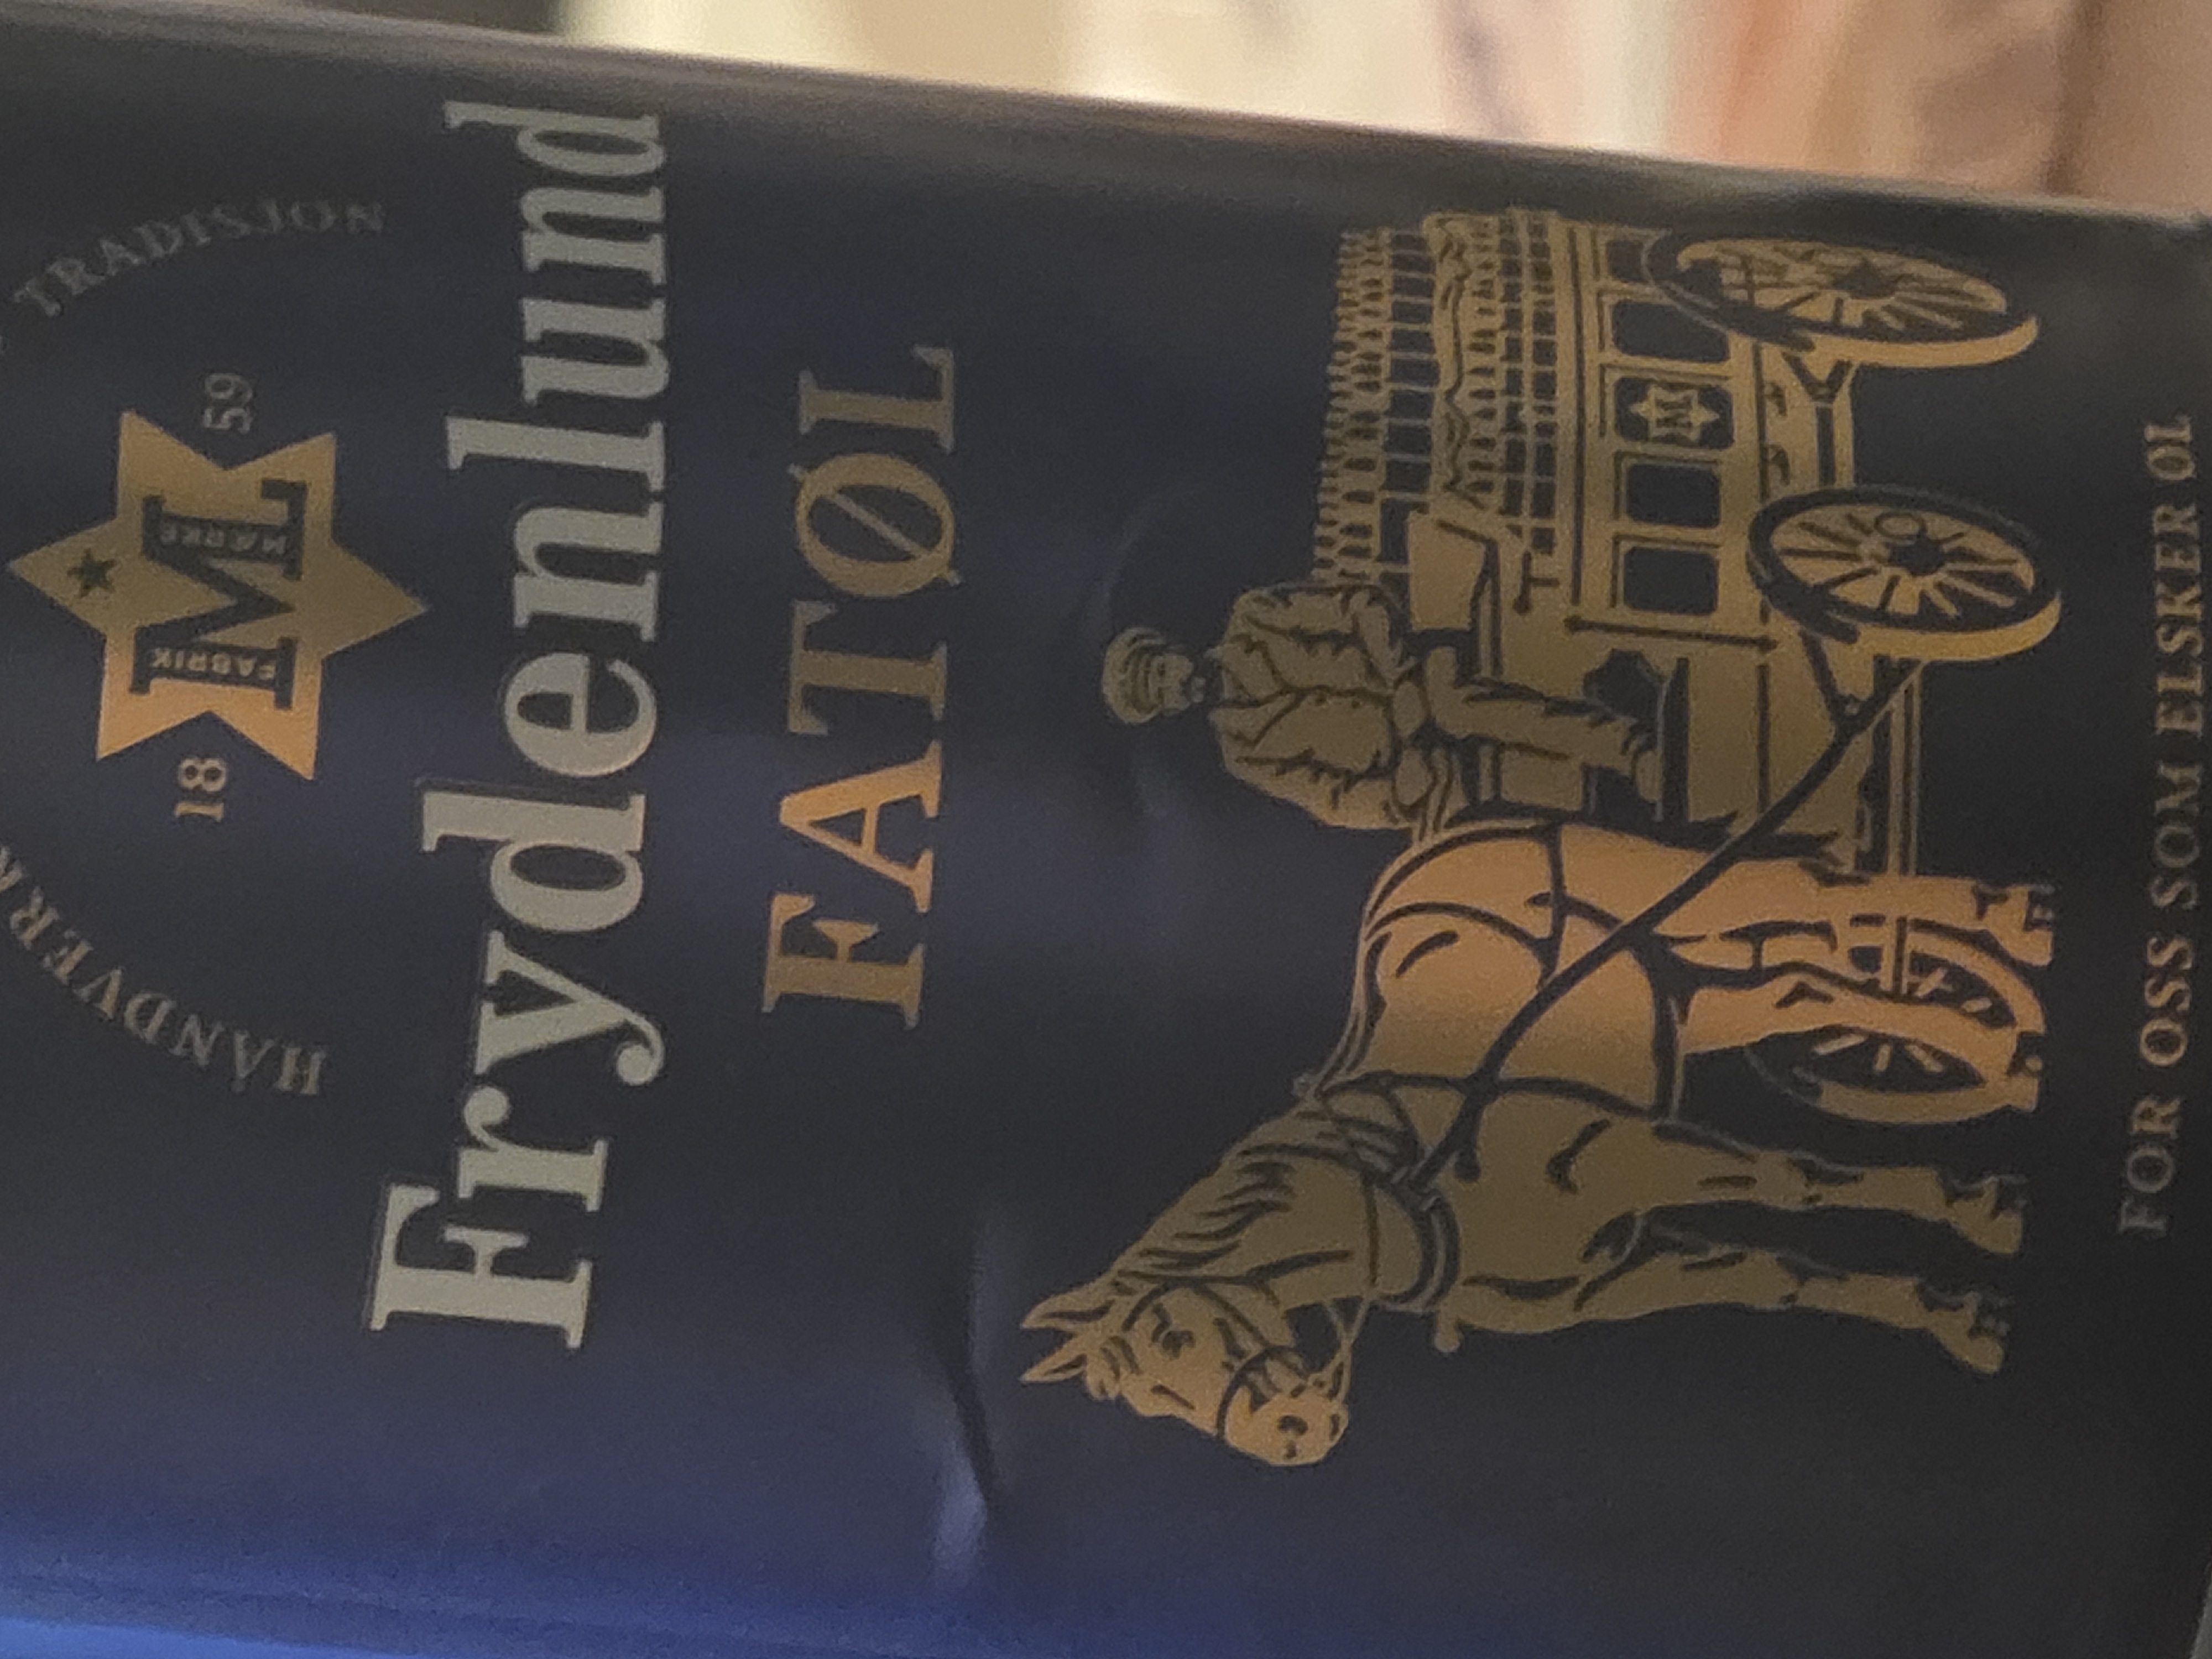 HÅNDVERK
TRADISJON
18 59
FABRIK MÆRKE
M
Frydenlund
FATØL
M
FOR OSS SOM ELSKER ØL